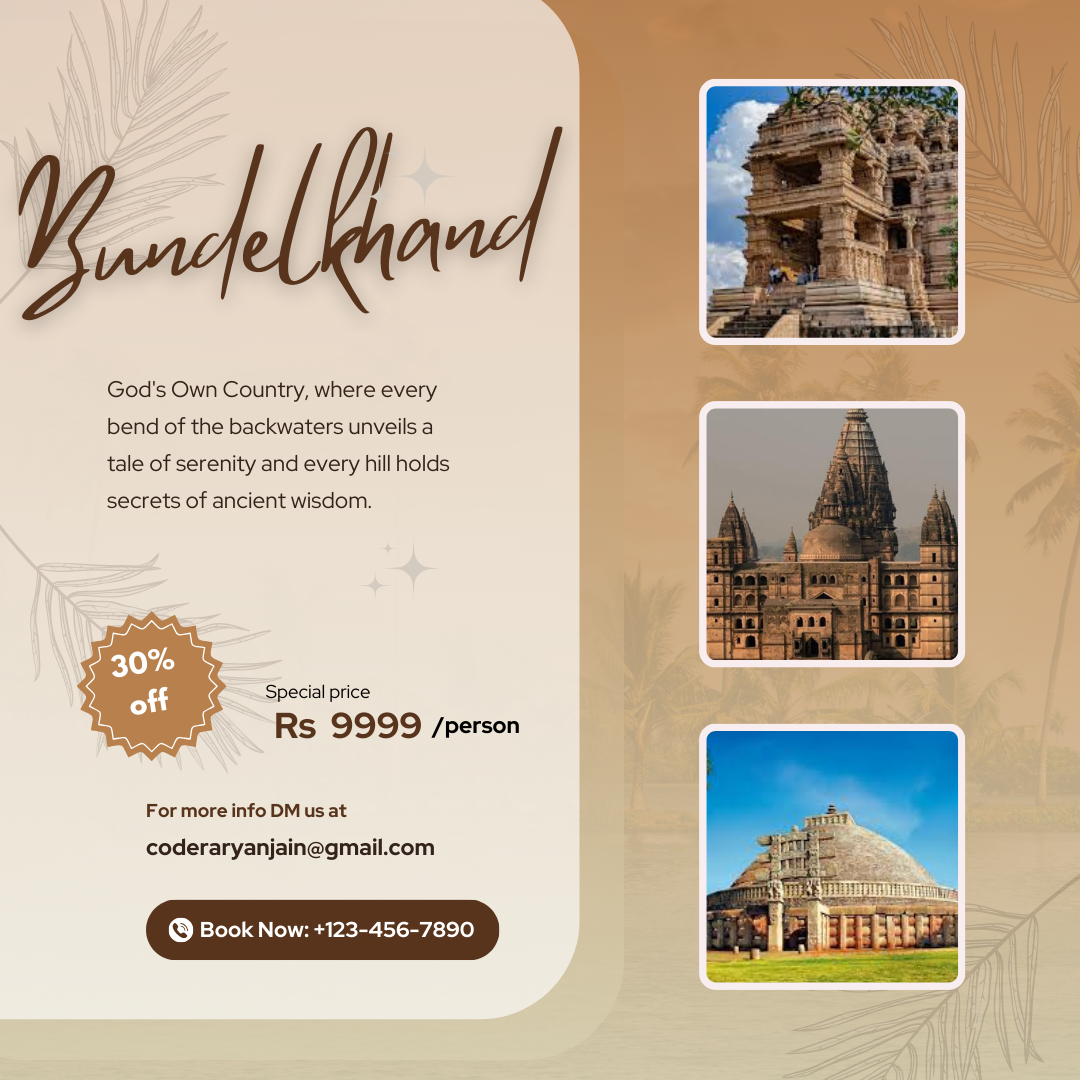 Bundelkhand
God's Own Country, where every
bend of the backwaters unveils a
tale of serenity and every hill holds
secrets of ancient wisdom.
30%
off
Special price
Rs 9999 /person
For more info DM us at
coderaryanjain@gmail.com
Book Now: +123-456-7890